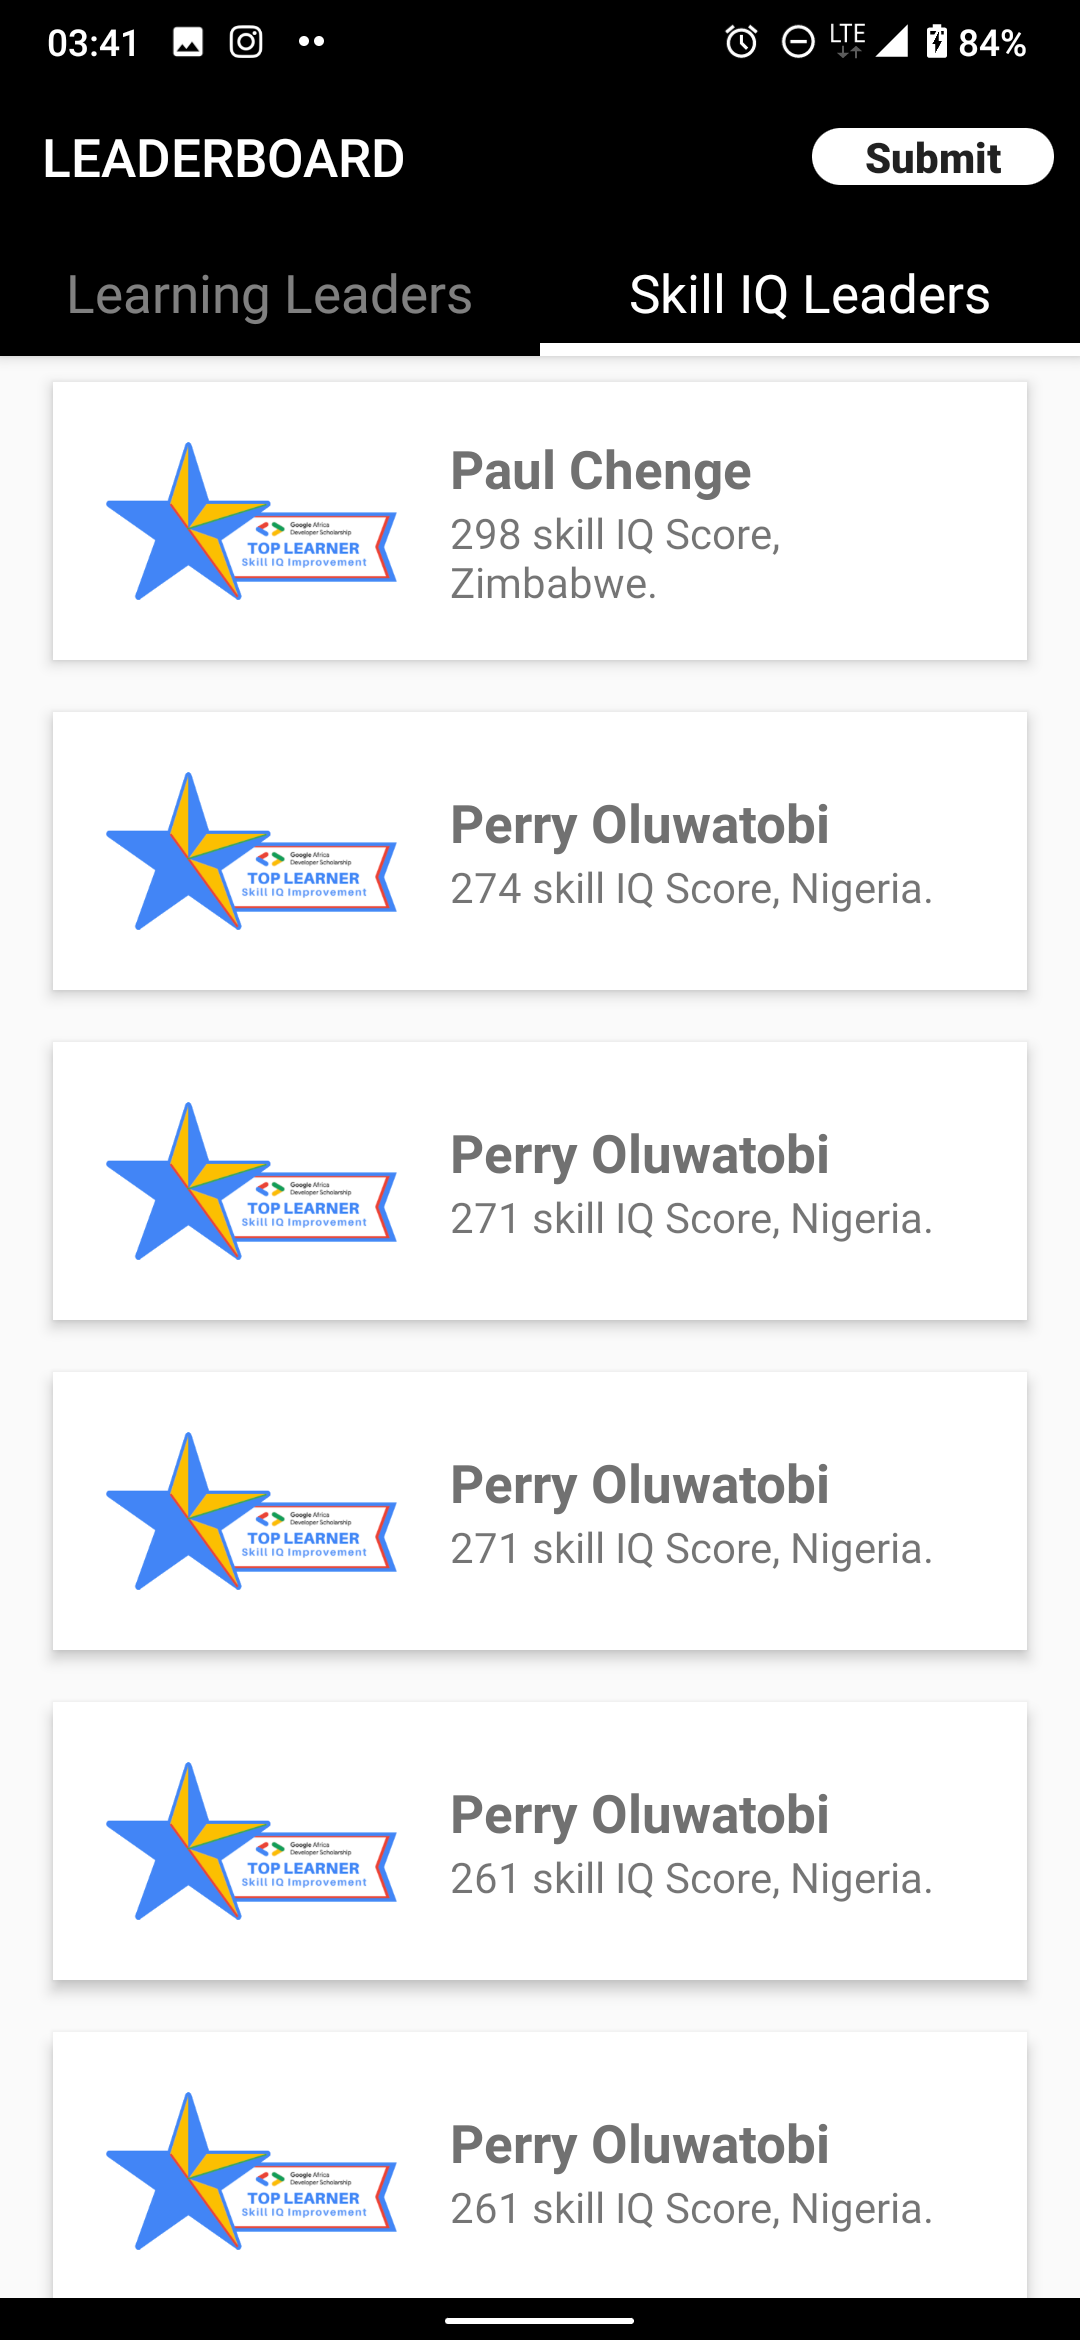 03:41
LTE
84%
LEADERBOARD
Submit
Learning Leaders
Skill IQ Leaders
Google Africa
Developer Scholarship
TOP LEARNER
Skill IQ Improvement
Paul Chenge
298 skill IQ Score,
Zimbabwe.
Google Africa
Developer Scholarship
TOP LEARNER
Skill IQ Improvement
Perry Oluwatobi
274 skill IQ Score, Nigeria.
Google Africa
Developer Scholarship
TOP LEARNER
Skill IQ Improvement
Perry Oluwatobi
271 skill IQ Score, Nigeria.
Google Africa
Developer Scholarship
TOP LEARNER
Skill IQ Improvement
Perry Oluwatobi
271 skill IQ Score, Nigeria.
Google Africa
Developer Scholarship
TOP LEARNER
Skill IQ Improvement
Perry Oluwatobi
261 skill IQ Score, Nigeria.
Google Africa
Developer Scholarship
TOP LEARNER
Skill IQ Improvement
Perry Oluwatobi
261 skill IQ Score, Nigeria.